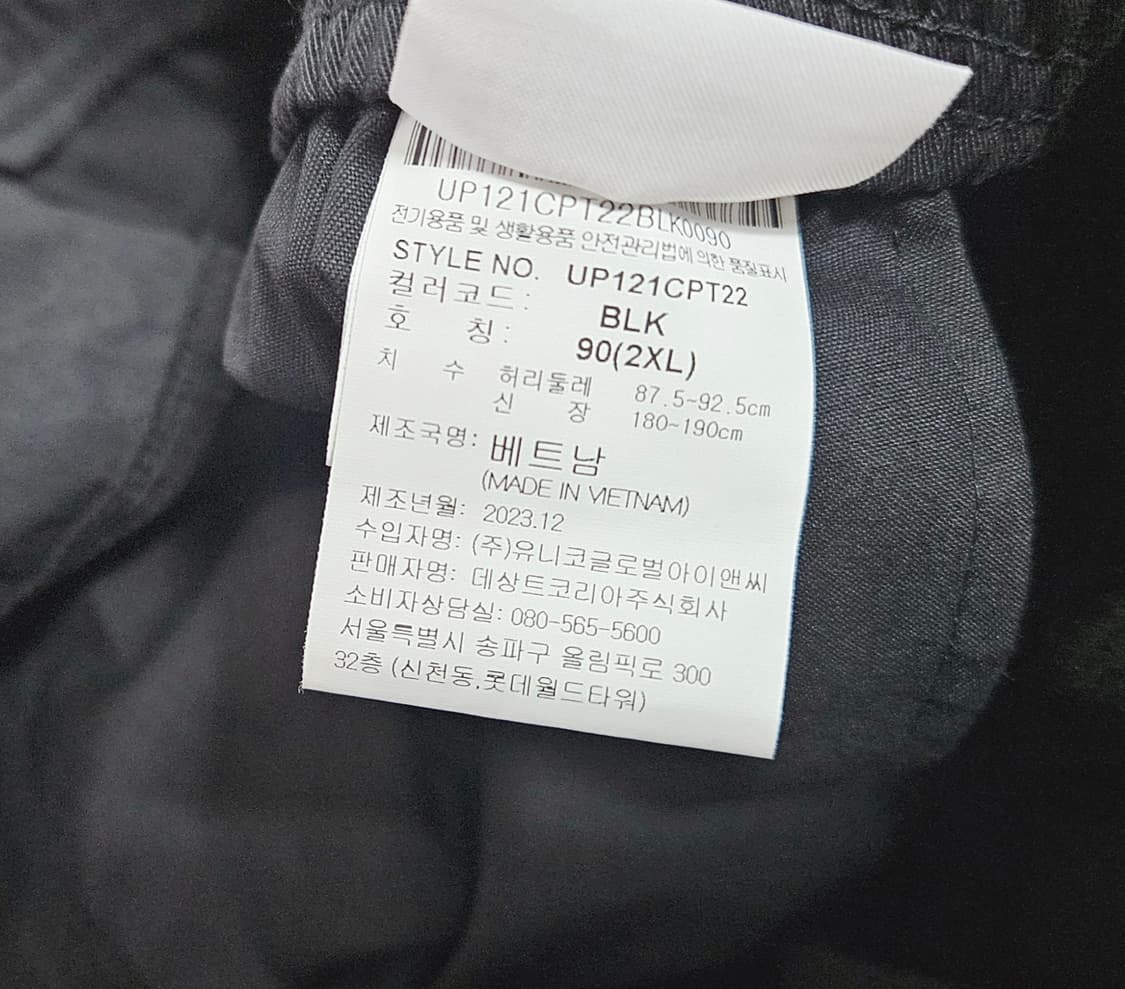 UP121CPT22BLK0090
전기용품 및 생활용품 안전관리법에 의한 품질표시
STYLE NO. UP121CPT22
컬러코드 : BLK
호 칭 : 90(2XL)
치 수 허리둘레 87.5~92.5cm
신 장 180~190cm
제조국명: 베트남
(MADE IN VIETNAM)
제조년월: 2023.12
수입자명: (주)유니코글로벌아이앤씨
판매자명: 데상트코리아주식회사
소비자상담실: 080-565-5600
서울특별시 송파구 올림픽로 300
32층 (신천동,롯데월드타워)